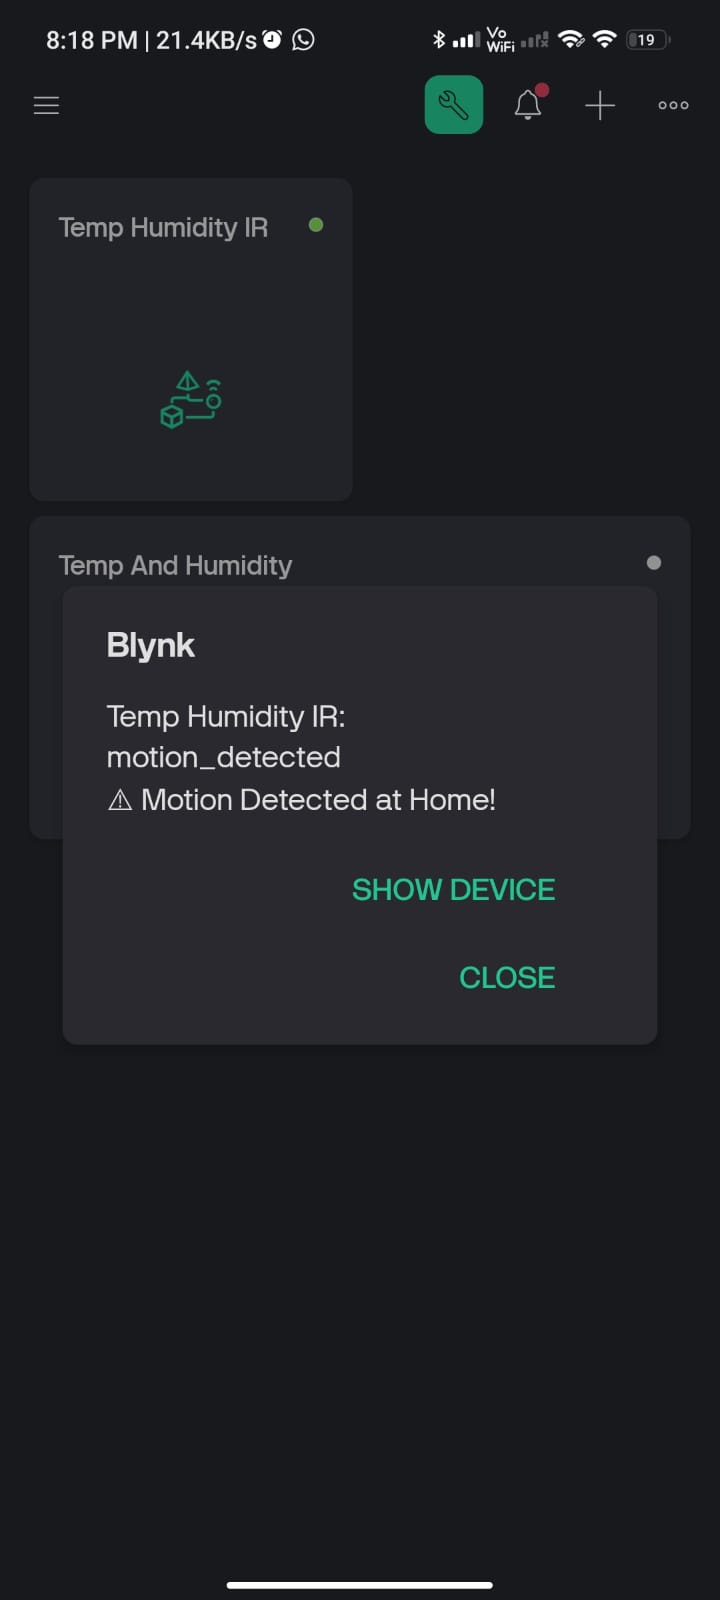 8:18 PM | 21.4KB/s
Vo
WiFi
19
Temp Humidity IR
Temp And Humidity
Blynk
Temp Humidity IR:
motion_detected
⚠ Motion Detected at Home!
SHOW DEVICE
CLOSE